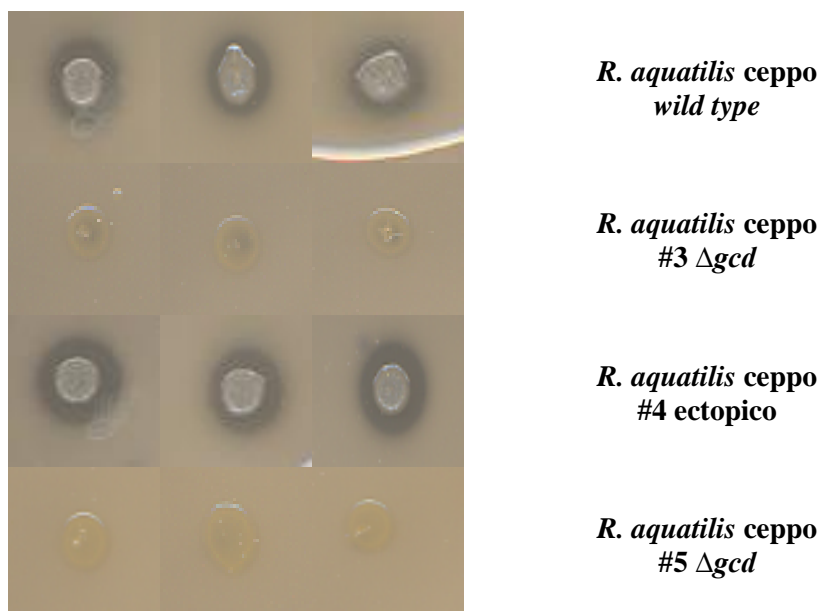 R. aquatilis ceppo
wild type
R. aquatilis ceppo
#3 Δgcd
R. aquatilis ceppo
#4 ectopico
R. aquatilis ceppo
#5 Δgcd